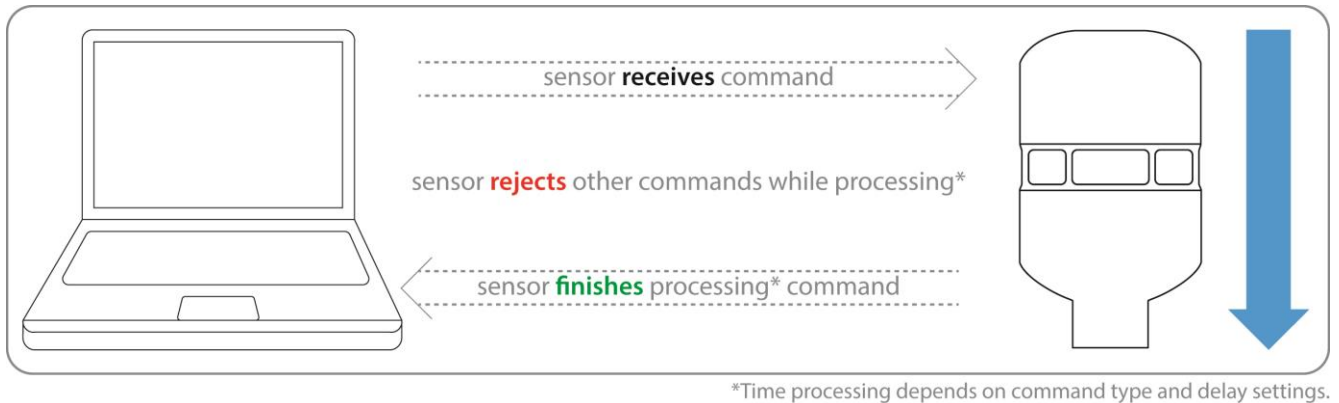 sensor receives command
sensor rejects other commands while processing*
sensor finishes processing* command
*Time processing depends on command type and delay settings.